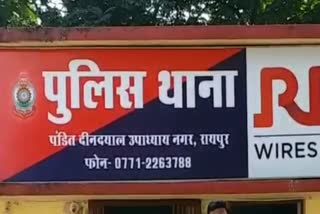 पुलिस थाना
पंडित दीनदयाल उपाध्याय नगर, रायपुर
फोन- 0771-2263788
WIRES